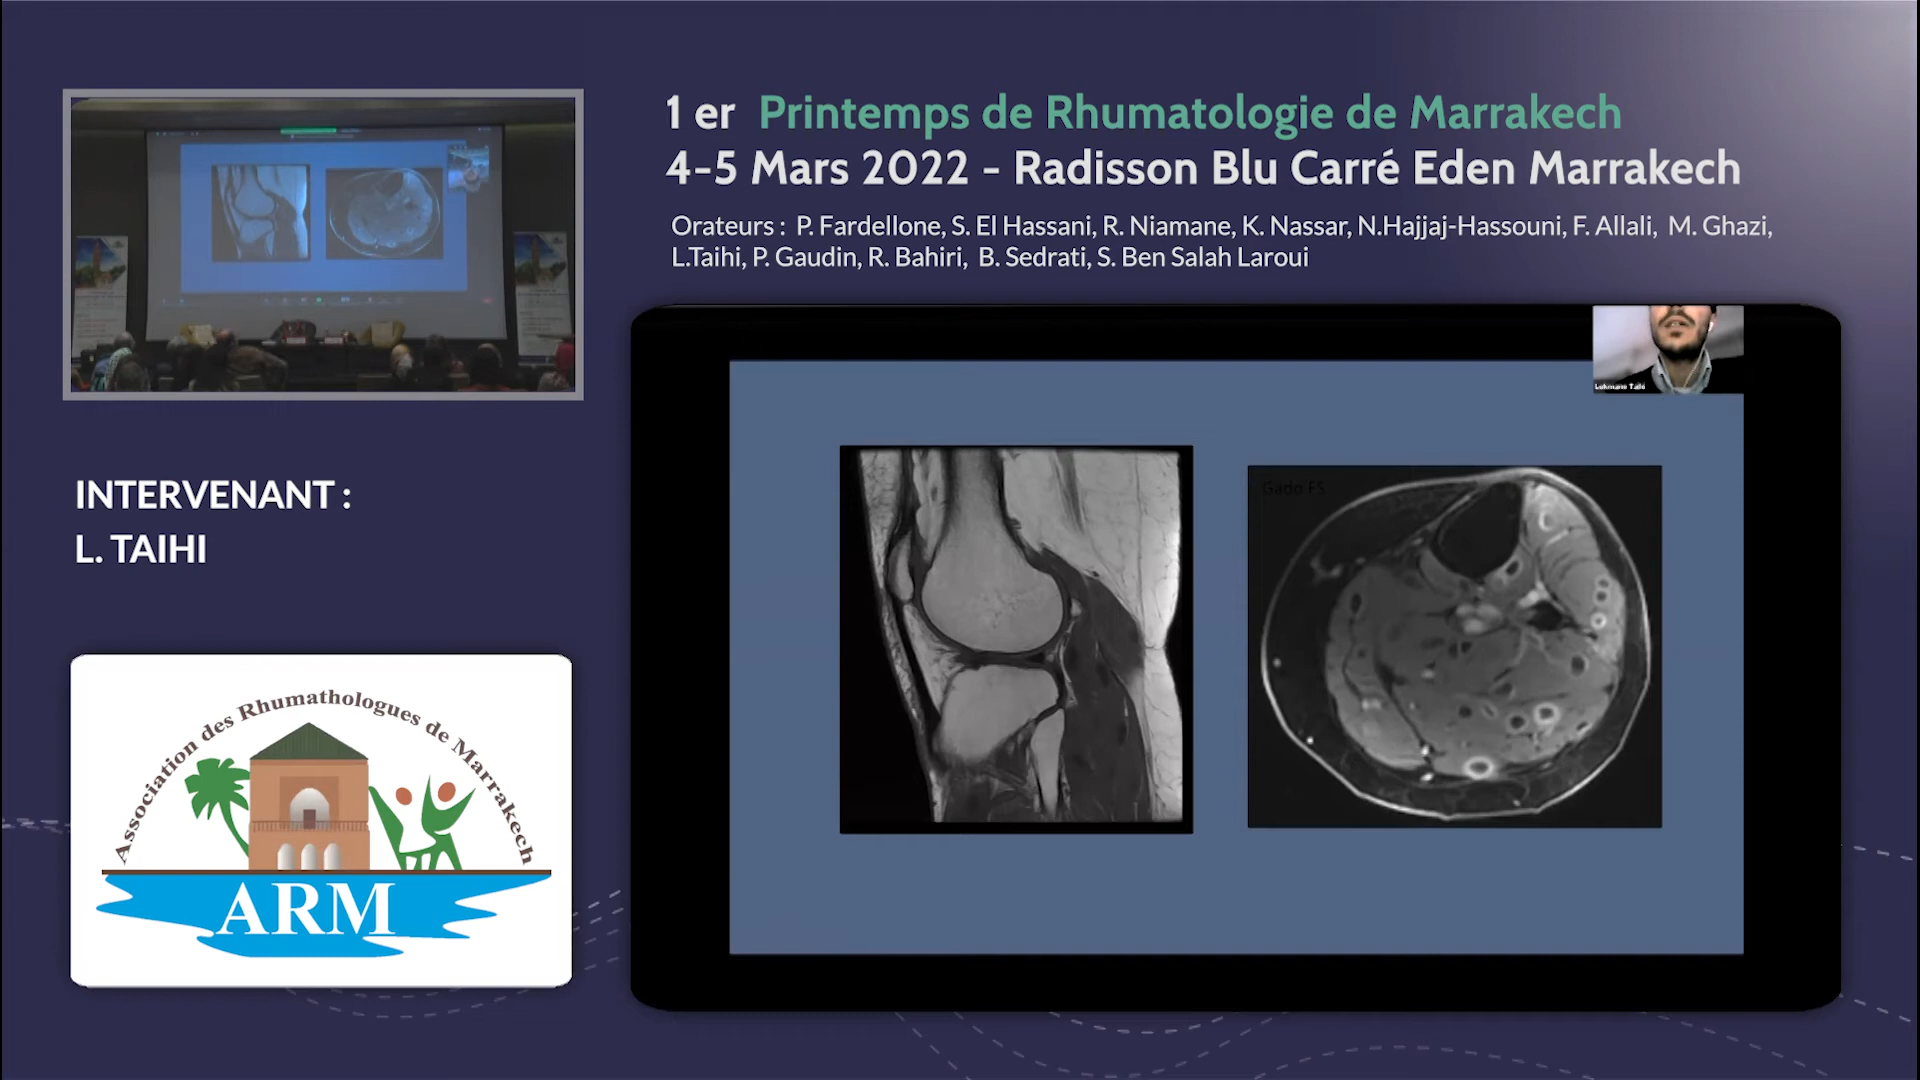 1 er Printemps de Rhumatologie de Marrakech
4-5 Mars 2022 - Radisson Blu Carré Eden Marrakech
Orateurs : P. Fardellone, S. El Hassani, R. Niamane, K. Nassar, N.Hajjaj-Hassouni, F. Allali, M. Ghazi,
L.Taihi, P. Gaudin, R. Bahiri, B. Sedrati, S. Ben Salah Laroui
Lokmane Taihi
Gado FS
INTERVENANT :
L. TAIHI
Association des Rhumathologues de Marrakech
ARM